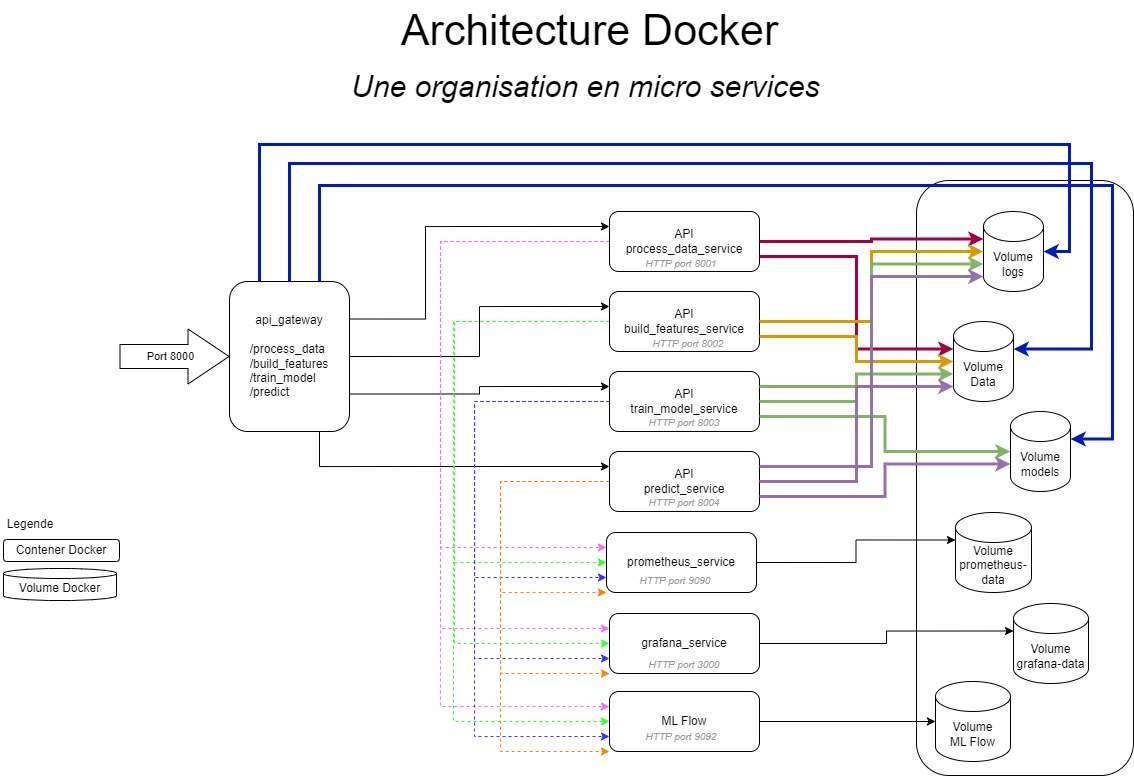 Architecture Docker
Une organisation en micro services
Port 8000
api_gateway
/process_data
/build_features
/train_model
/predict
API
process_data_service
HTTP port 8001
API
build_features_service
HTTP port 8002
API
train_model_service
HTTP port 8003
API
predict_service
HTTP port 8004
prometheus_service
HTTP port 9090
grafana_service
HTTP port 3000
ML Flow
HTTP port 9092
Volume
logs
Volume
Data
Volume
models
Volume
prometheus-
data
Volume
grafana-data
Volume
ML Flow
Legende
Contener Docker
Volume Docker